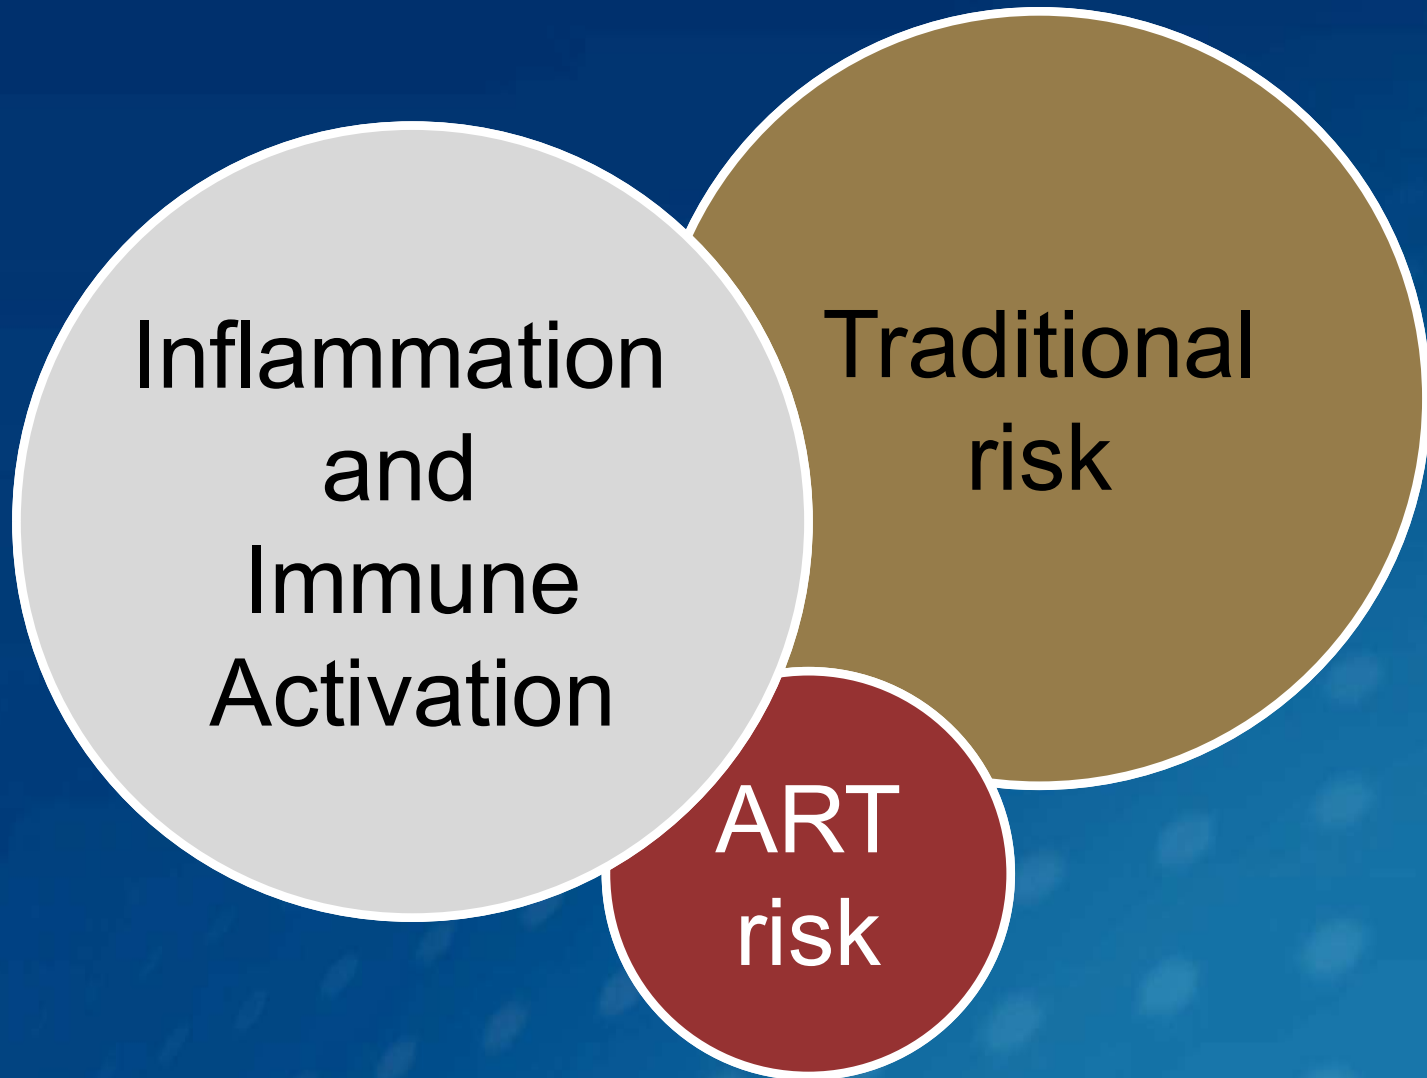 Inflammation
and
Immune
Activation
Traditional
risk
ART
risk